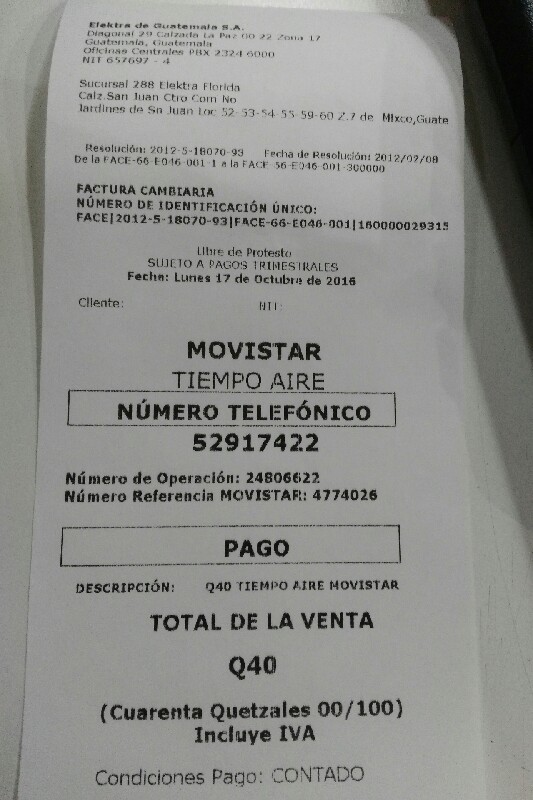 Elektra de Guatemala S.A.
Diagonal 29 Calzada La Paz 00 22 Zona 17
Guatemala, Guatemala
Oficinas Centrales PBX 2324 6000
NIT 657697 - 4
Sucursal 288 Elektra Florida
Calz.San Juan Ctro Com No
Jardines de Sn Juan Loc 52-53-54-55-59-60 Z.7 de Mixco,Guate
Resolución: 2012-5-18070-93 Fecha de Resolución: 2012/02/08
De la FACE-66-E046-001-1 a la FACE-56-E046-001-300000
FACTURA CAMBIARIA
NÚMERO DE IDENTIFICACIÓN ÚNICO:
FACE|2012-5-18070-93|FACE-66-E046-001|160000029315
Libre de Protesto
SUJETO A PAGOS TRIMESTRALES
Fecha: Lunes 17 de Octubre de 2016
Cliente: NIT:
MOVISTAR
TIEMPO AIRE
NÚMERO TELEFÓNICO
52917422
Número de Operación: 24806622
Número Referencia MOVISTAR: 4774026
PAGO
DESCRIPCIÓN: Q40 TIEMPO AIRE MOVISTAR
TOTAL DE LA VENTA
Q40
(Cuarenta Quetzales 00/100)
Incluye IVA
Condiciones Pago: CONTADO